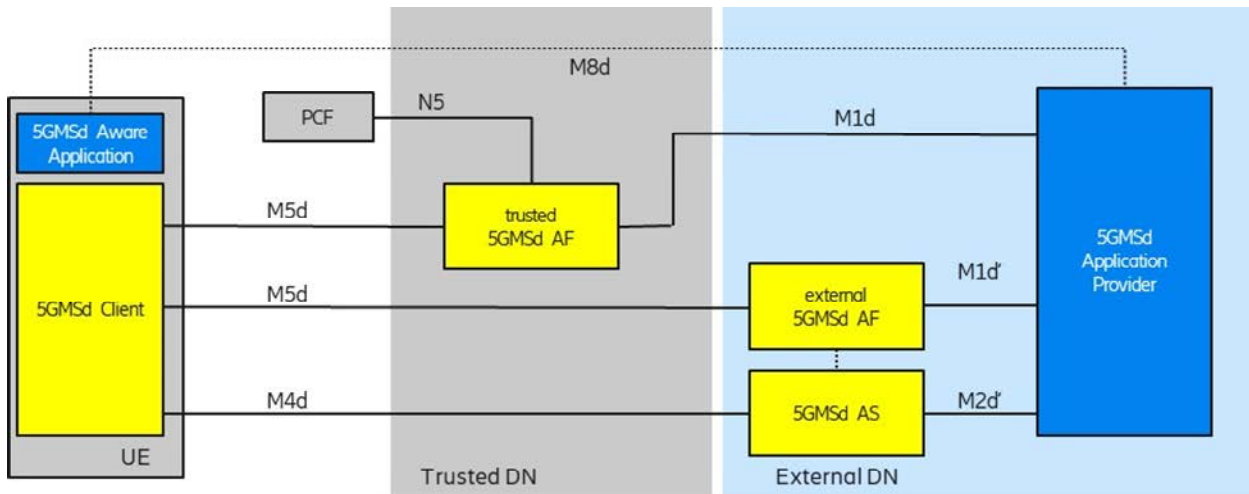 M8d
N5
M1d
PCF
5GMSd Aware
Application
5GMSd
Application
Provider
M5d
trusted
5GMSd AF
5GMSd Client
M5d
external
5GMSd AF
M1d'
M4d
5GMSd AS
M2d'
UE
Trusted DN
External DN